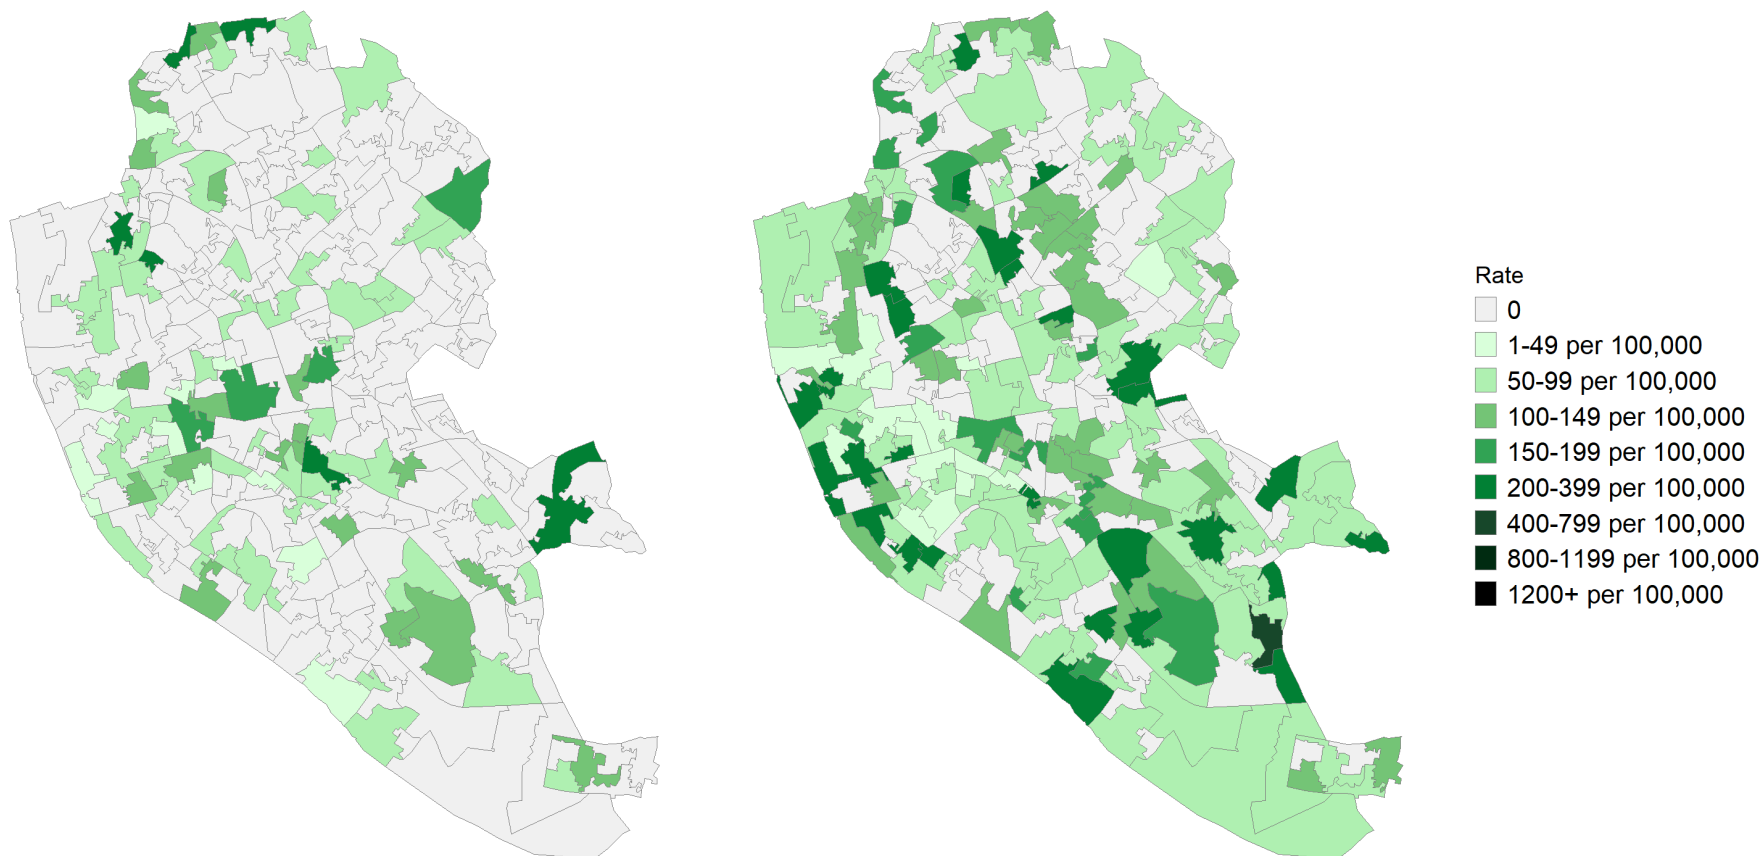 Rate
0
1-49 per 100,000
50-99 per 100,000
100-149 per 100,000
150-199 per 100,000
200-399 per 100,000
400-799 per 100,000
800-1199 per 100,000
1200+ per 100,000